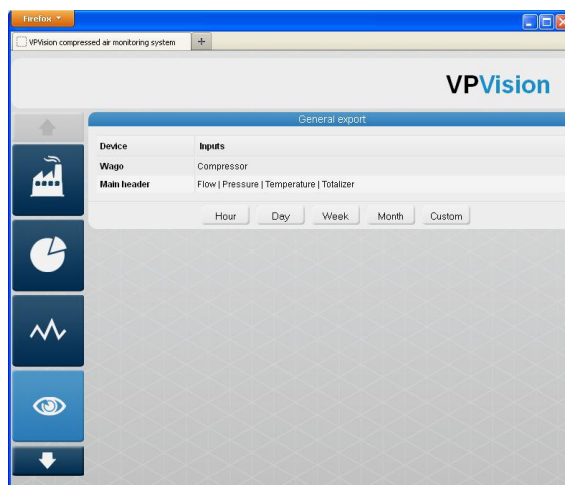 Firefox
VPVision compressed air monitoring system
VPVision
General export
Device Inputs
Wago Compressor
Main header Flow | Pressure | Temperature | Totalizer
Hour Day Week Month Custom